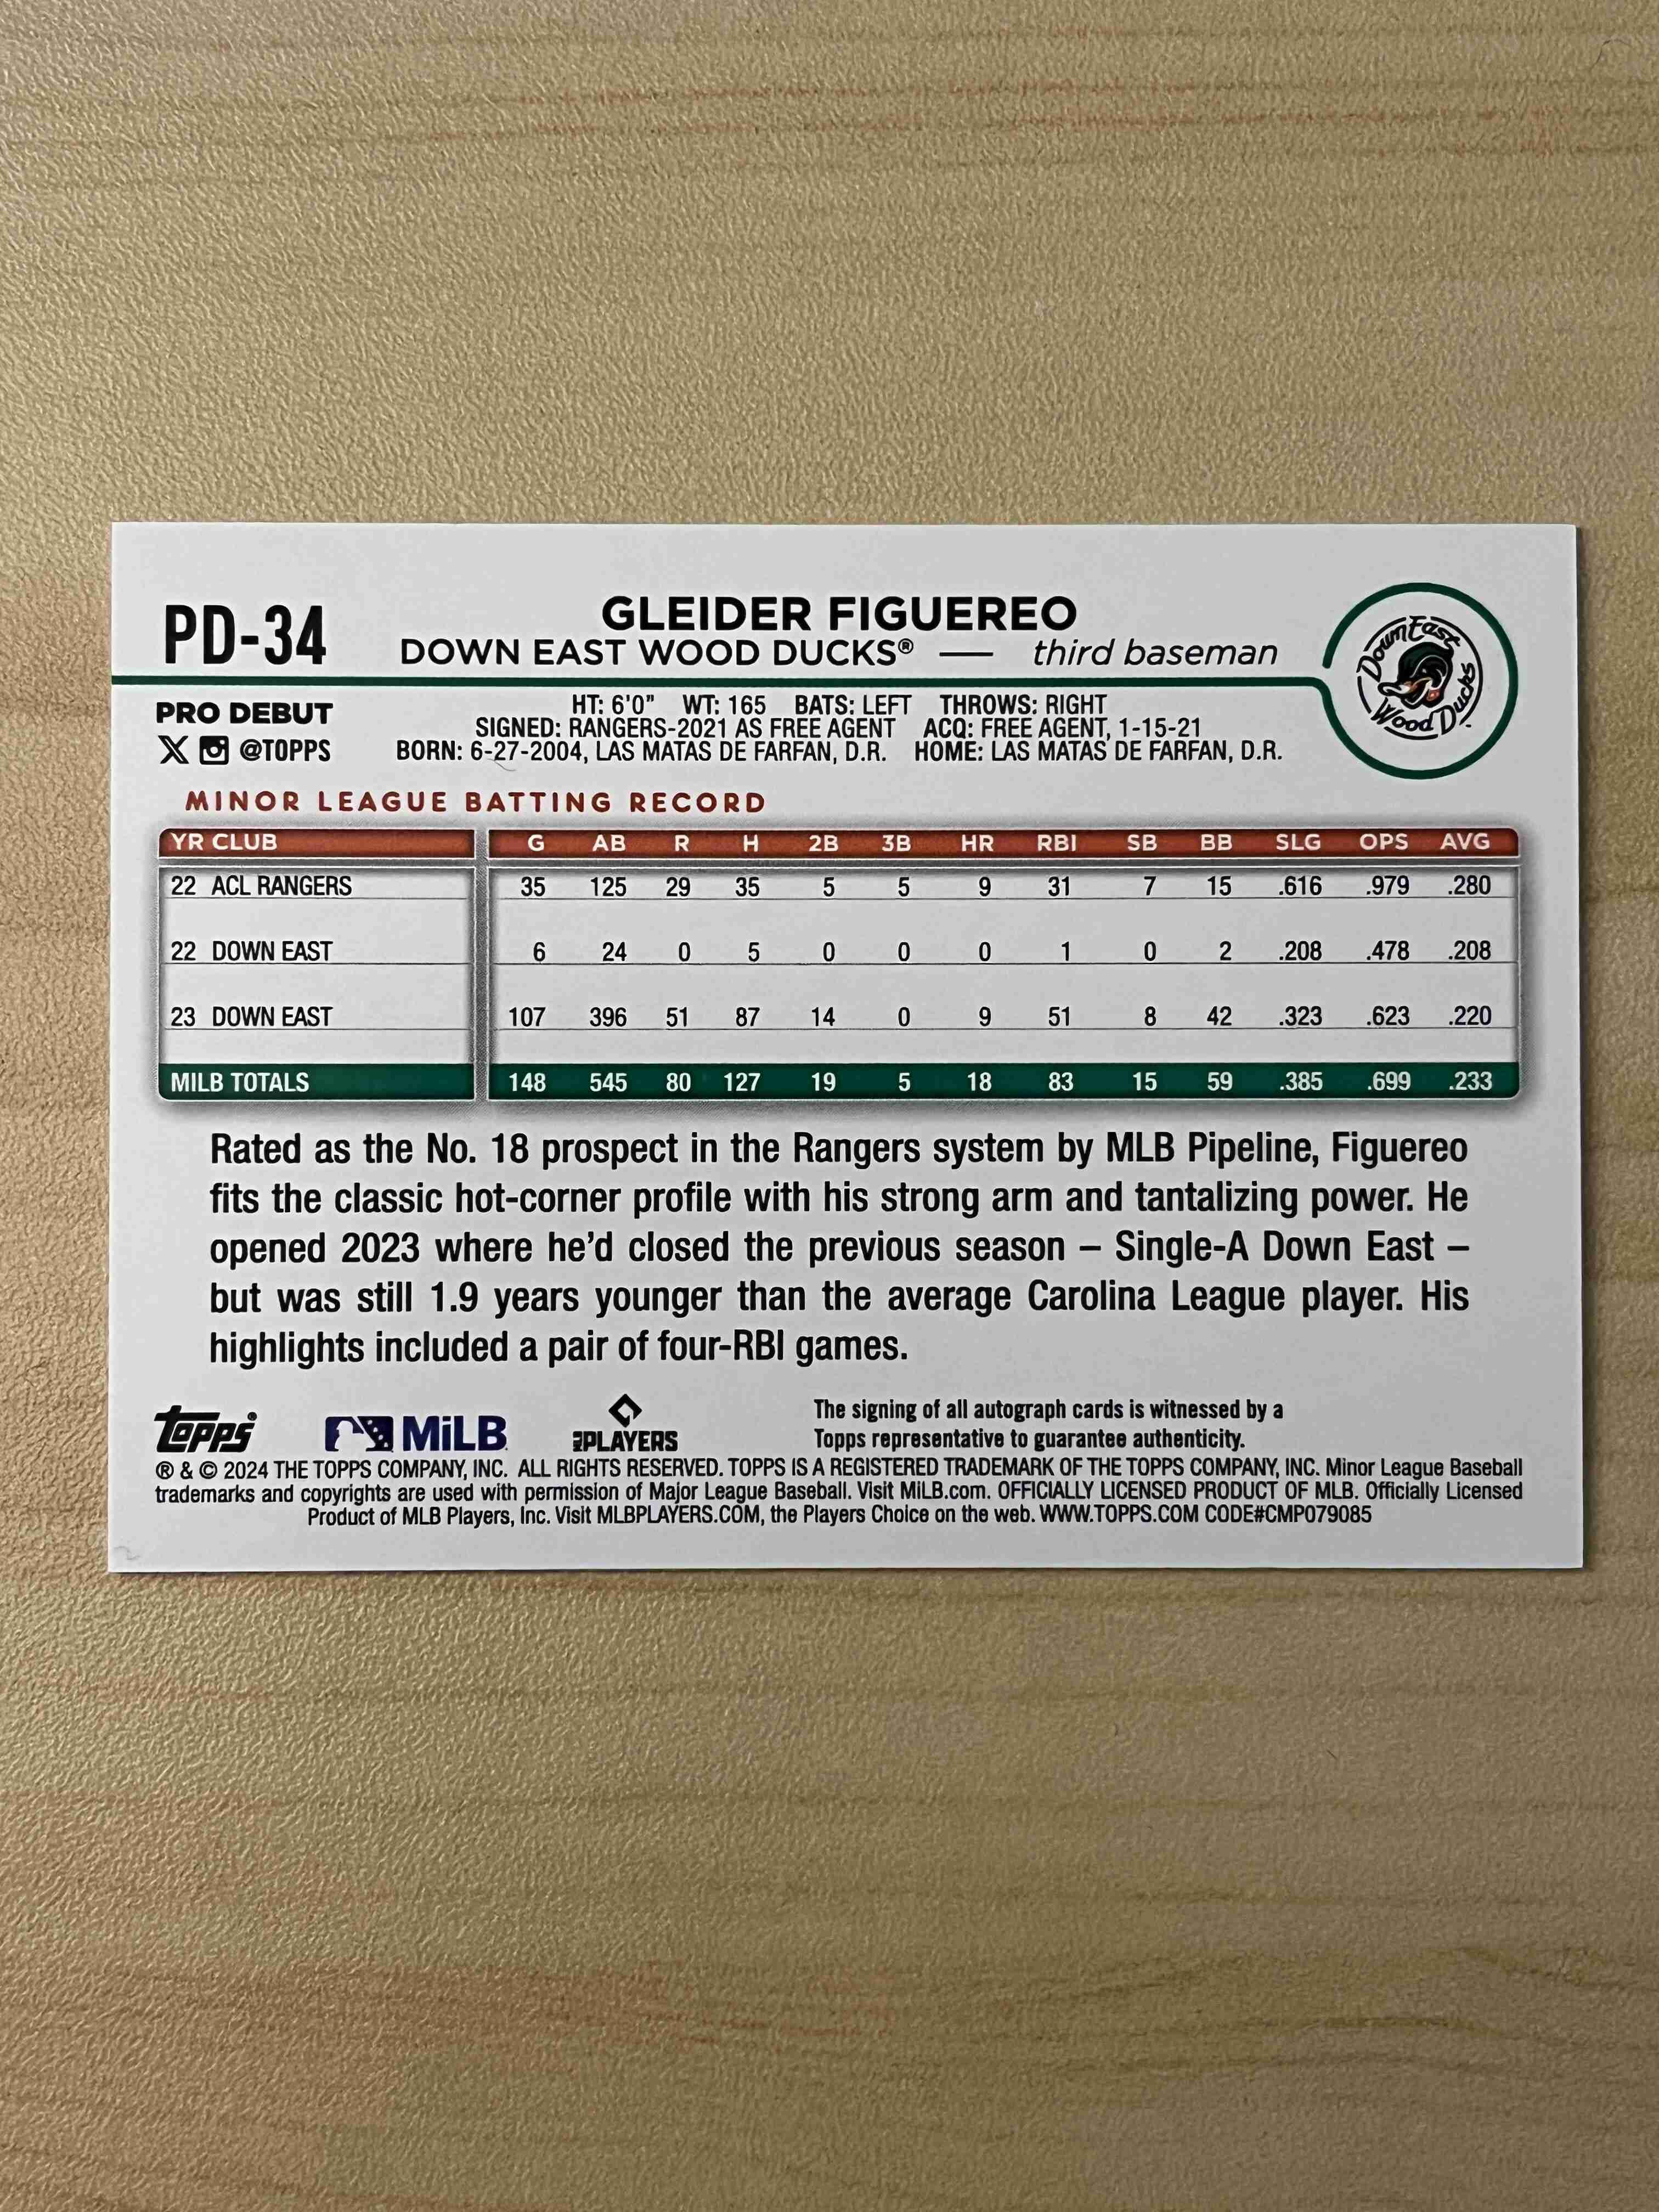 PD-34
GLEIDER FIGUEREO
DOWN EAST WOOD DUCKS® — third baseman
Down East
Wood Ducks
PRO DEBUT
@TOPPS
HT: 6'0" WT: 165 BATS: LEFT THROWS: RIGHT
SIGNED: RANGERS-2021 AS FREE AGENT ACQ: FREE AGENT, 1-15-21
BORN: 6-27-2004, LAS MATAS DE FARFAN, D.R. HOME: LAS MATAS DE FARFAN, D.R.
MINOR LEAGUE BATTING RECORD
YR CLUB G AB R H 2B 3B HR RBI SB BB SLG OPS AVG
22 ACL RANGERS 35 125 29 35 5 5 9 31 7 15 .616 .979 .280
22 DOWN EAST 6 24 0 5 0 0 0 1 0 2 .208 .478 .208
23 DOWN EAST 107 396 51 87 14 0 9 51 8 42 .323 .623 .220
MILB TOTALS 148 545 80 127 19 5 18 83 15 59 .385 .699 .233
Rated as the No. 18 prospect in the Rangers system by MLB Pipeline, Figuereo
fits the classic hot-corner profile with his strong arm and tantalizing power. He
opened 2023 where he’d closed the previous season – Single-A Down East –
but was still 1.9 years younger than the average Carolina League player. His
highlights included a pair of four-RBI games.
Topps® MiLB PLAYERS
The signing of all autograph cards is witnessed by a
Topps representative to guarantee authenticity.
® & © 2024 THE TOPPS COMPANY, INC. ALL RIGHTS RESERVED. TOPPS IS A REGISTERED TRADEMARK OF THE TOPPS COMPANY, INC. Minor League Baseball
trademarks and copyrights are used with permission of Major League Baseball. Visit MiLB.com. OFFICIALLY LICENSED PRODUCT OF MLB. Officially Licensed
Product of MLB Players, Inc. Visit MLBPLAYERS.COM, the Players Choice on the web. WWW.TOPPS.COM CODE#CMP079085